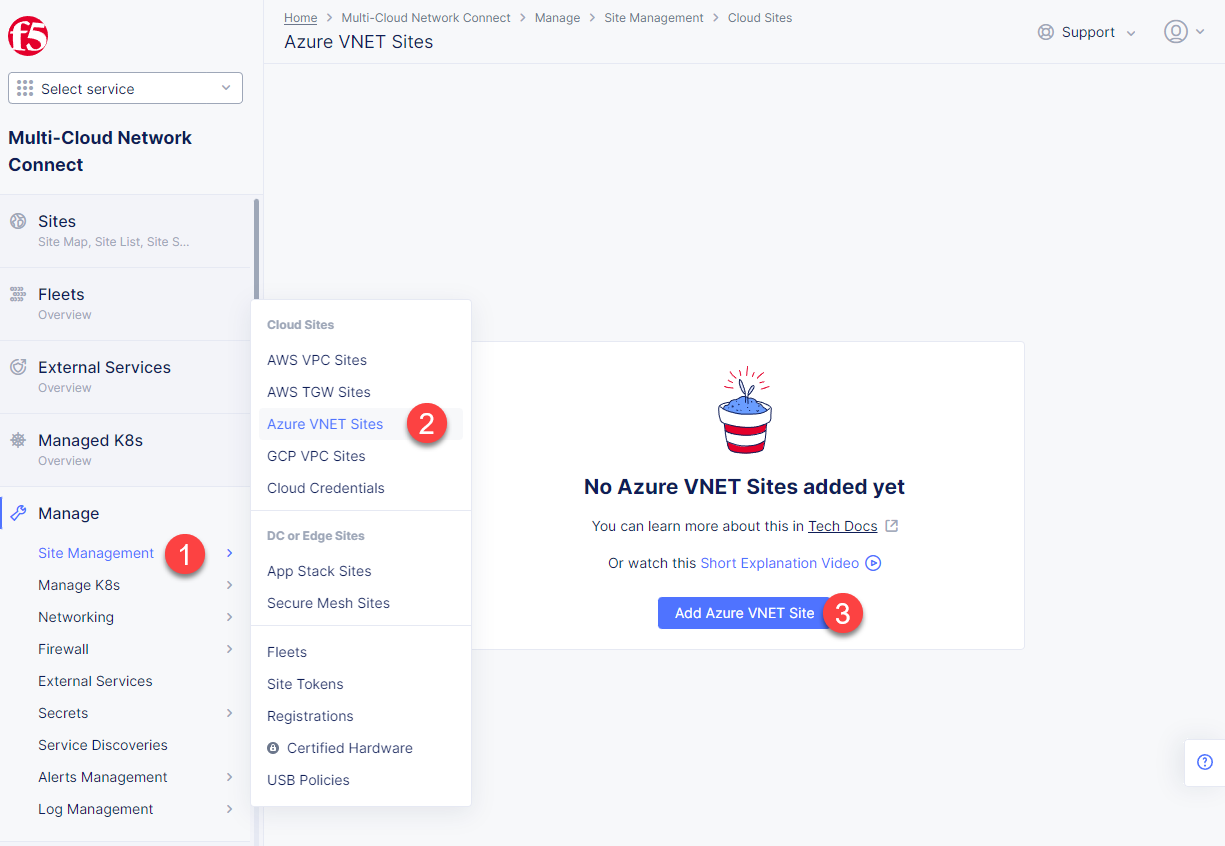 f5
Select service
Multi-Cloud Network
Connect
Sites
Site Map, Site List, Site S...
Fleets
Overview
External Services
Overview
Managed K8s
Overview
Manage
Site Management
1
Manage K8s
Networking
Firewall
External Services
Secrets
Service Discoveries
Alerts Management
Log Management
Home > Multi-Cloud Network Connect > Manage > Site Management > Cloud Sites
Azure VNET Sites
Support
Cloud Sites
AWS VPC Sites
AWS TGW Sites
Azure VNET Sites
2
GCP VPC Sites
Cloud Credentials
DC or Edge Sites
App Stack Sites
Secure Mesh Sites
Fleets
Site Tokens
Registrations
Certified Hardware
USB Policies
No Azure VNET Sites added yet
You can learn more about this in Tech Docs
Or watch this Short Explanation Video
Add Azure VNET Site
3
?